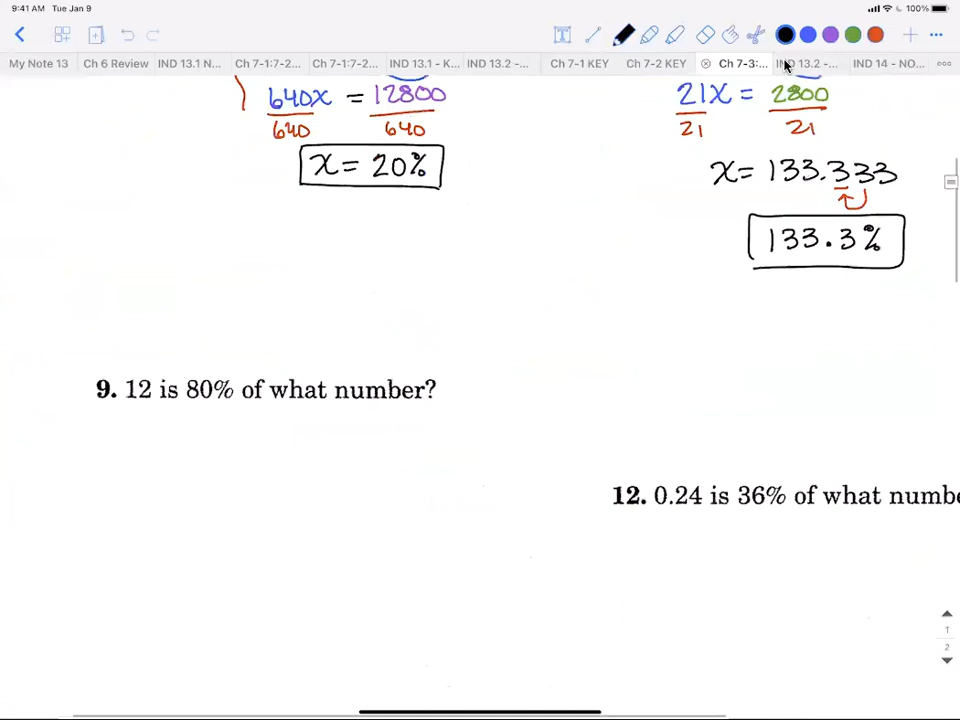 9:41 AM Tue Jan 9
100%
My Note 13
Ch 6 Review
IND 13.1 N...
Ch 7-1:7-2...
Ch 7-1:7-2...
IND 13.1 - K...
IND 13.2 -...
Ch 7-1 KEY
Ch 7-2 KEY
Ch 7-3:...
IND 13.2 -...
IND 14 - NO...
640x = 12800
640 640
x = 20%
21x = 2800
21 21
x = 133.333
133.3%
9. 12 is 80% of what number?
12. 0.24 is 36% of what numbe
1
2